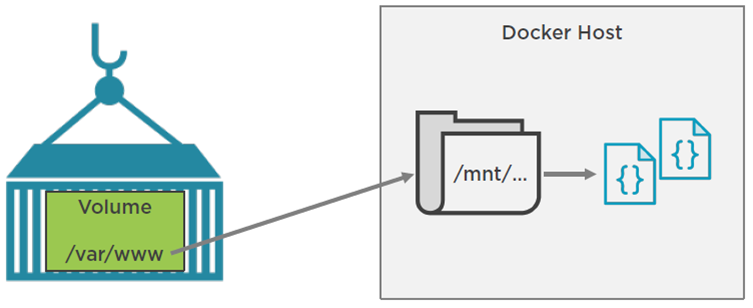 Docker Host
Volume
/var/www
/mnt/...
{}
{}